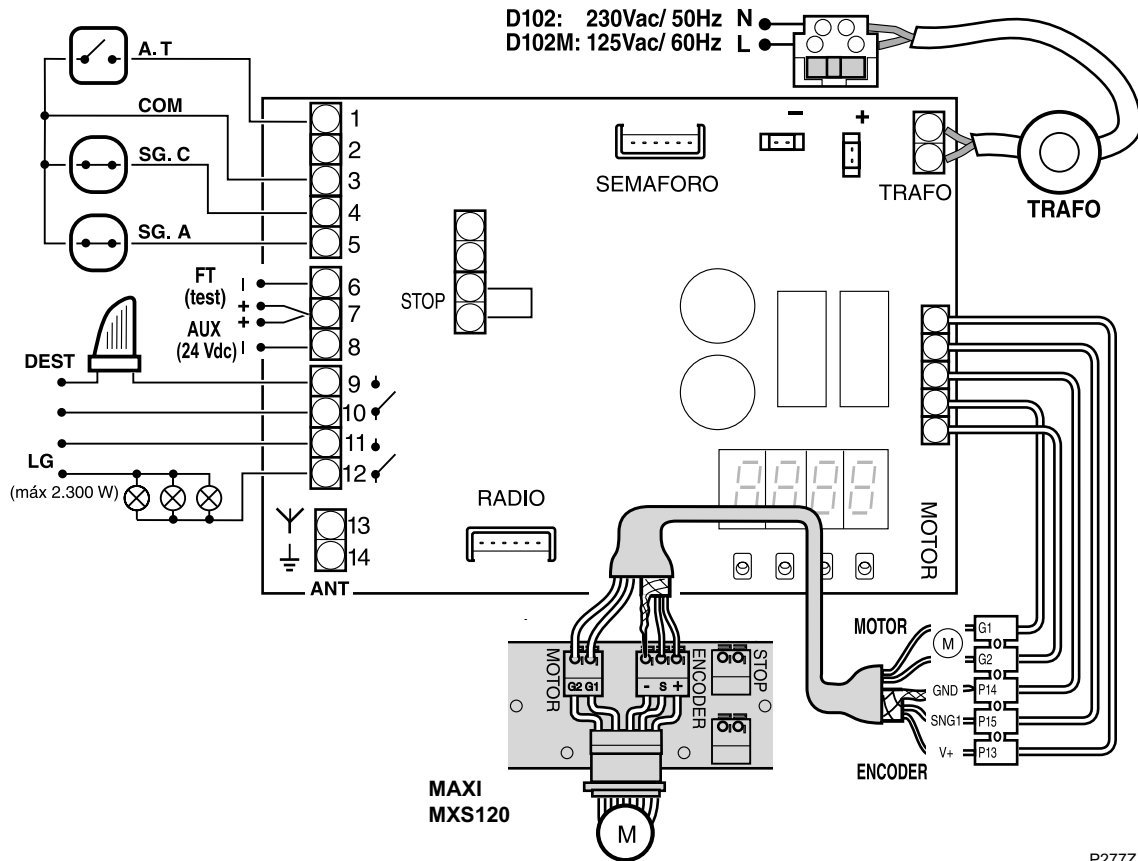 D102: 230Vac/ 50Hz N
D102M: 125Vac/ 60Hz L
A.T
COM
SG. C
SG. A
1
2
3
4
5
FT
(test)
-
+
+
AUX
(24 Vdc)
-
6
7
8
DEST
9
10
11
12
LG
(máx 2.300 W)
13
14
ANT
SEMAFORO
-
+
TRAFO
TRAFO
STOP
RADIO
8888
MOTOR
MOTOR
M
G1
G2
GND P14
SNG1 P15
V+ P13
ENCODER
MOTOR
G2 G1
- S +
ENCODER
STOP
MAXI
MXS120
M
P277Z